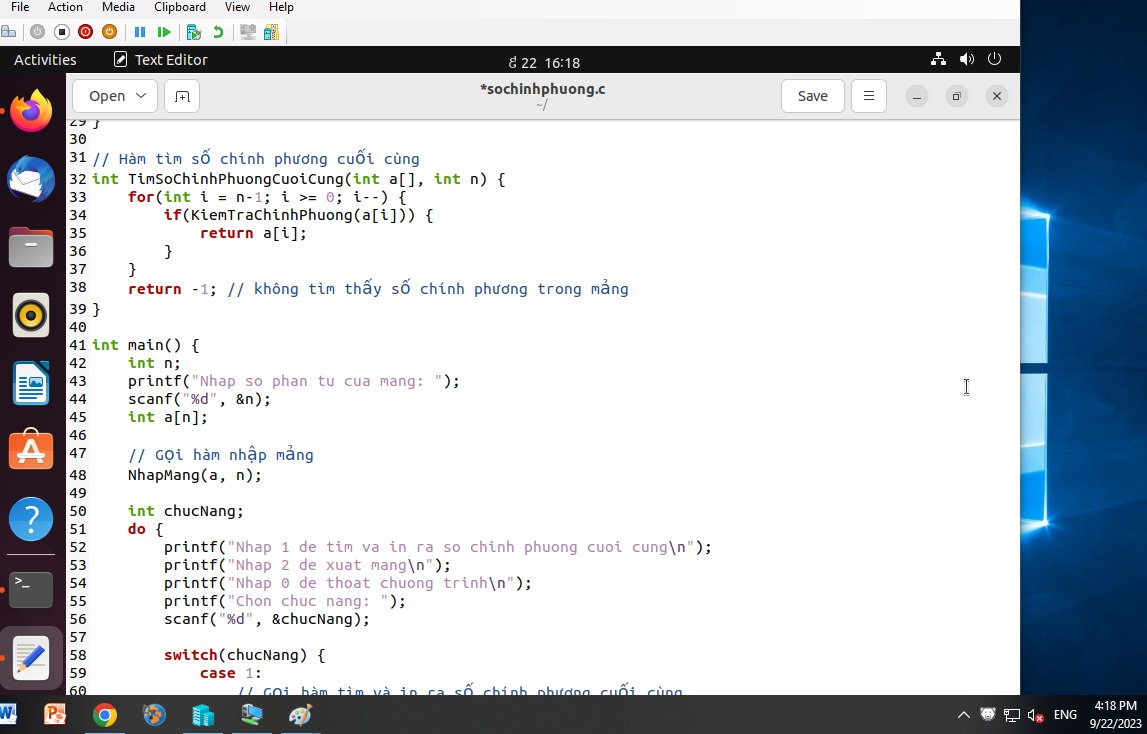 File Action Media Clipboard View Help
Activities Text Editor 22 16:18
Open *sochinhphuong.c Save
~/
29 }
30
31 // Hàm tìm số chính phương cuối cùng
32 int TimSoChinhPhuongCuoiCung(int a[], int n) {
33 for(int i = n-1; i >= 0; i--) {
34 if(KiemTraChinhPhuong(a[i])) {
35 return a[i];
36 }
37 }
38 return -1; // không tìm thấy số chính phương trong mảng
39 }
40
41 int main() {
42 int n;
43 printf("Nhap so phan tu cua mang: ");
44 scanf("%d", &n);
45 int a[n];
46
47 // Gọi hàm nhập mảng
48 NhapMang(a, n);
49
50 int chucNang;
51 do {
52 printf("Nhap 1 de tim va in ra so chinh phuong cuoi cung\n");
53 printf("Nhap 2 de xuat mang\n");
54 printf("Nhap 0 de thoat chuong trinh\n");
55 printf("Chon chuc nang: ");
56 scanf("%d", &chucNang);
57
58 switch(chucNang) {
59 case 1:
60 // Gọi hàm tìm và in ra số chính phương cuối cùng
ENG 4:18 PM
9/22/2023